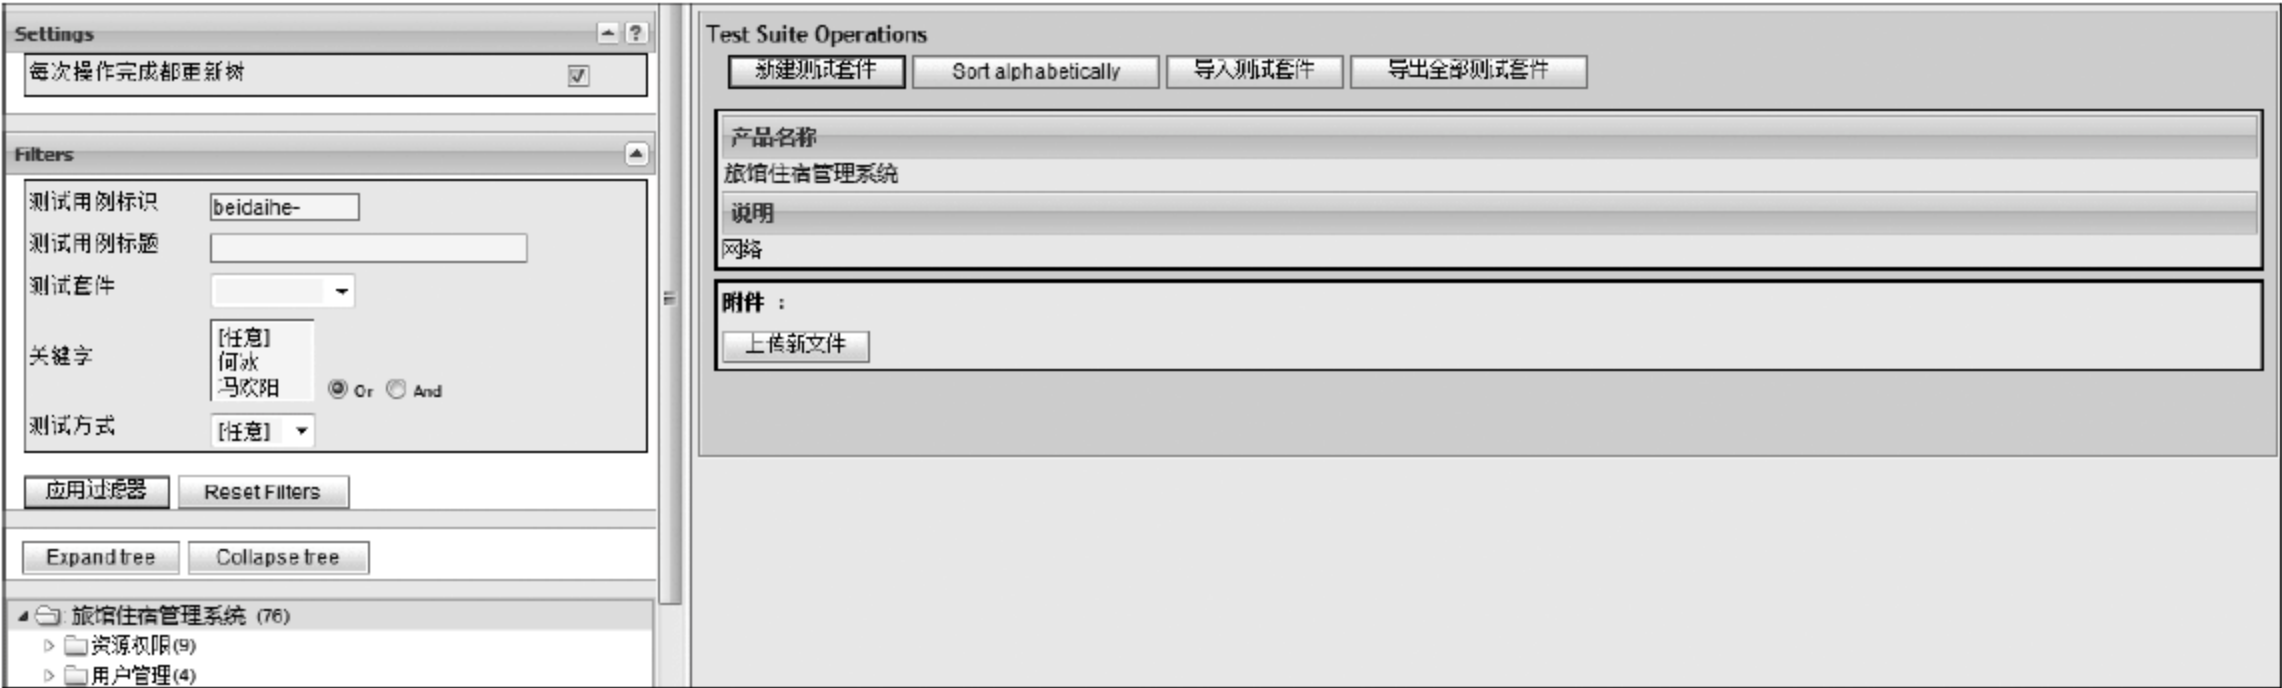 Settings
每次操作完成都更新树
Filters
测试用例标识 beidaihe-
测试用例标题
测试套件
关键字
[任意]
何冰
冯欧阳
Or And
测试方式 [任意]
应用过滤器 Reset Filters
Expand tree Collapse tree
旅馆住宿管理系统 (76)
资源权限(9)
用户管理(4)
Test Suite Operations
新建测试套件 Sort alphabetically 导入测试套件 导出全部测试套件
产品名称
旅馆住宿管理系统
说明
网络
附件 :
上传新文件